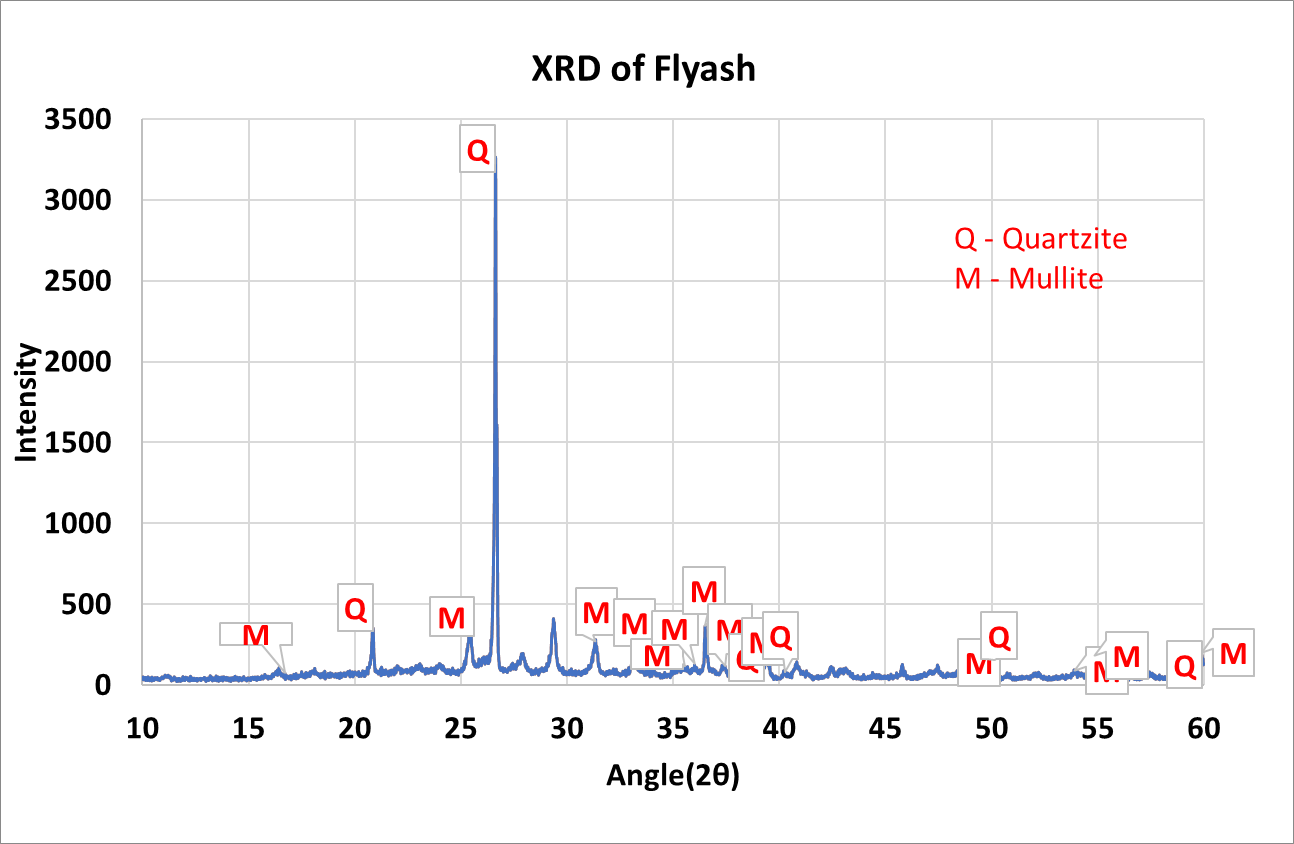 XRD of Flyash
3500
3000
2500
2000
1500
1000
500
0
Intensity
Q
Q - Quartzite
M - Mullite
M
Q
M
M
M
M
M
M
M
Q
M
Q
M
Q
M
M
Q
M
10 15 20 25 30 35 40 45 50 55 60
Angle(2θ)